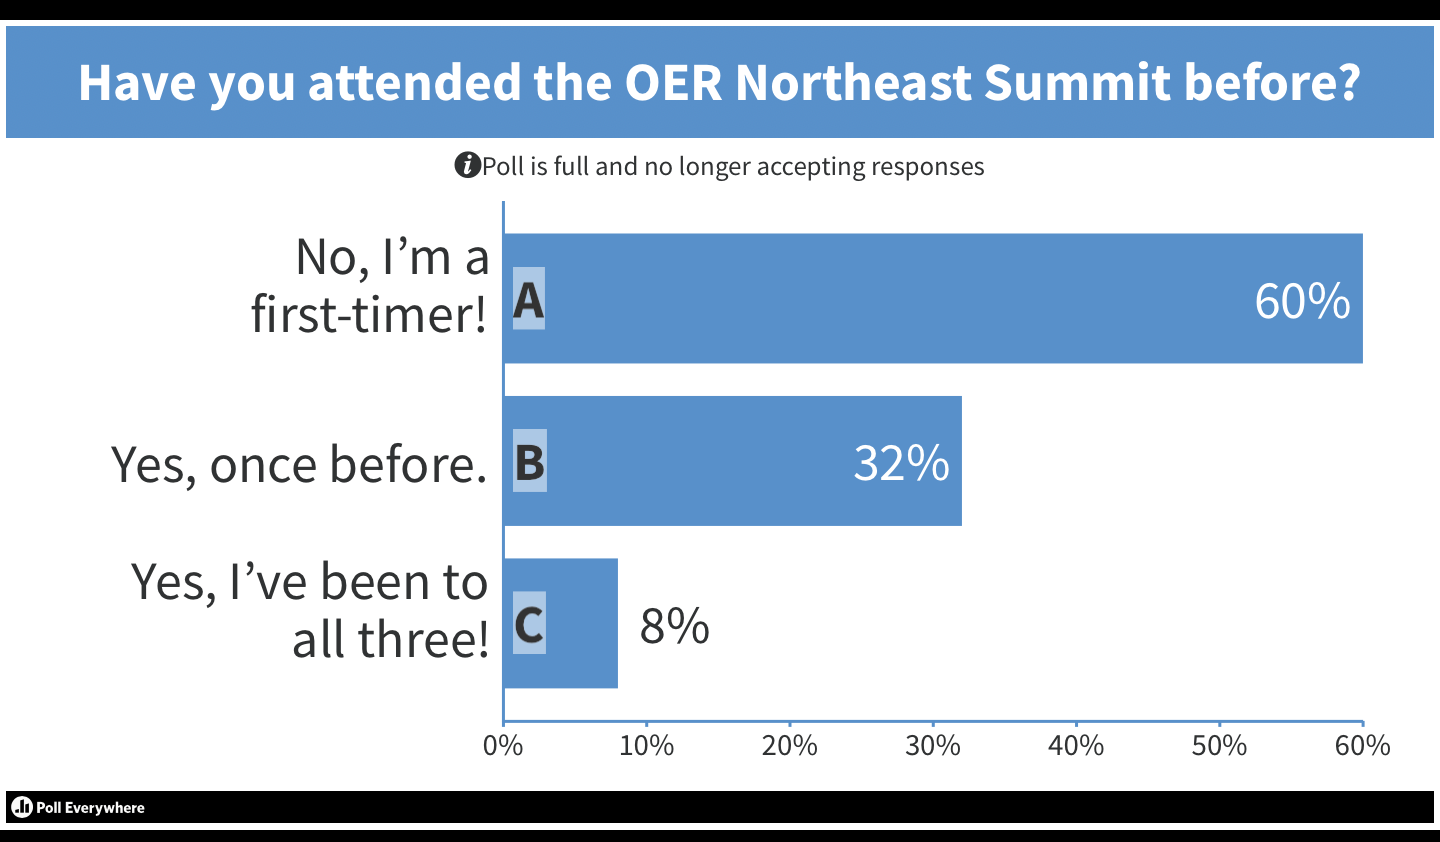 Have you attended the OER Northeast Summit before?
Poll is full and no longer accepting responses
No, I’m a
first-timer!
A
60%
Yes, once before.
B
32%
Yes, I’ve been to
all three!
C
8%
0% 10% 20% 30% 40% 50% 60%
Poll Everywhere